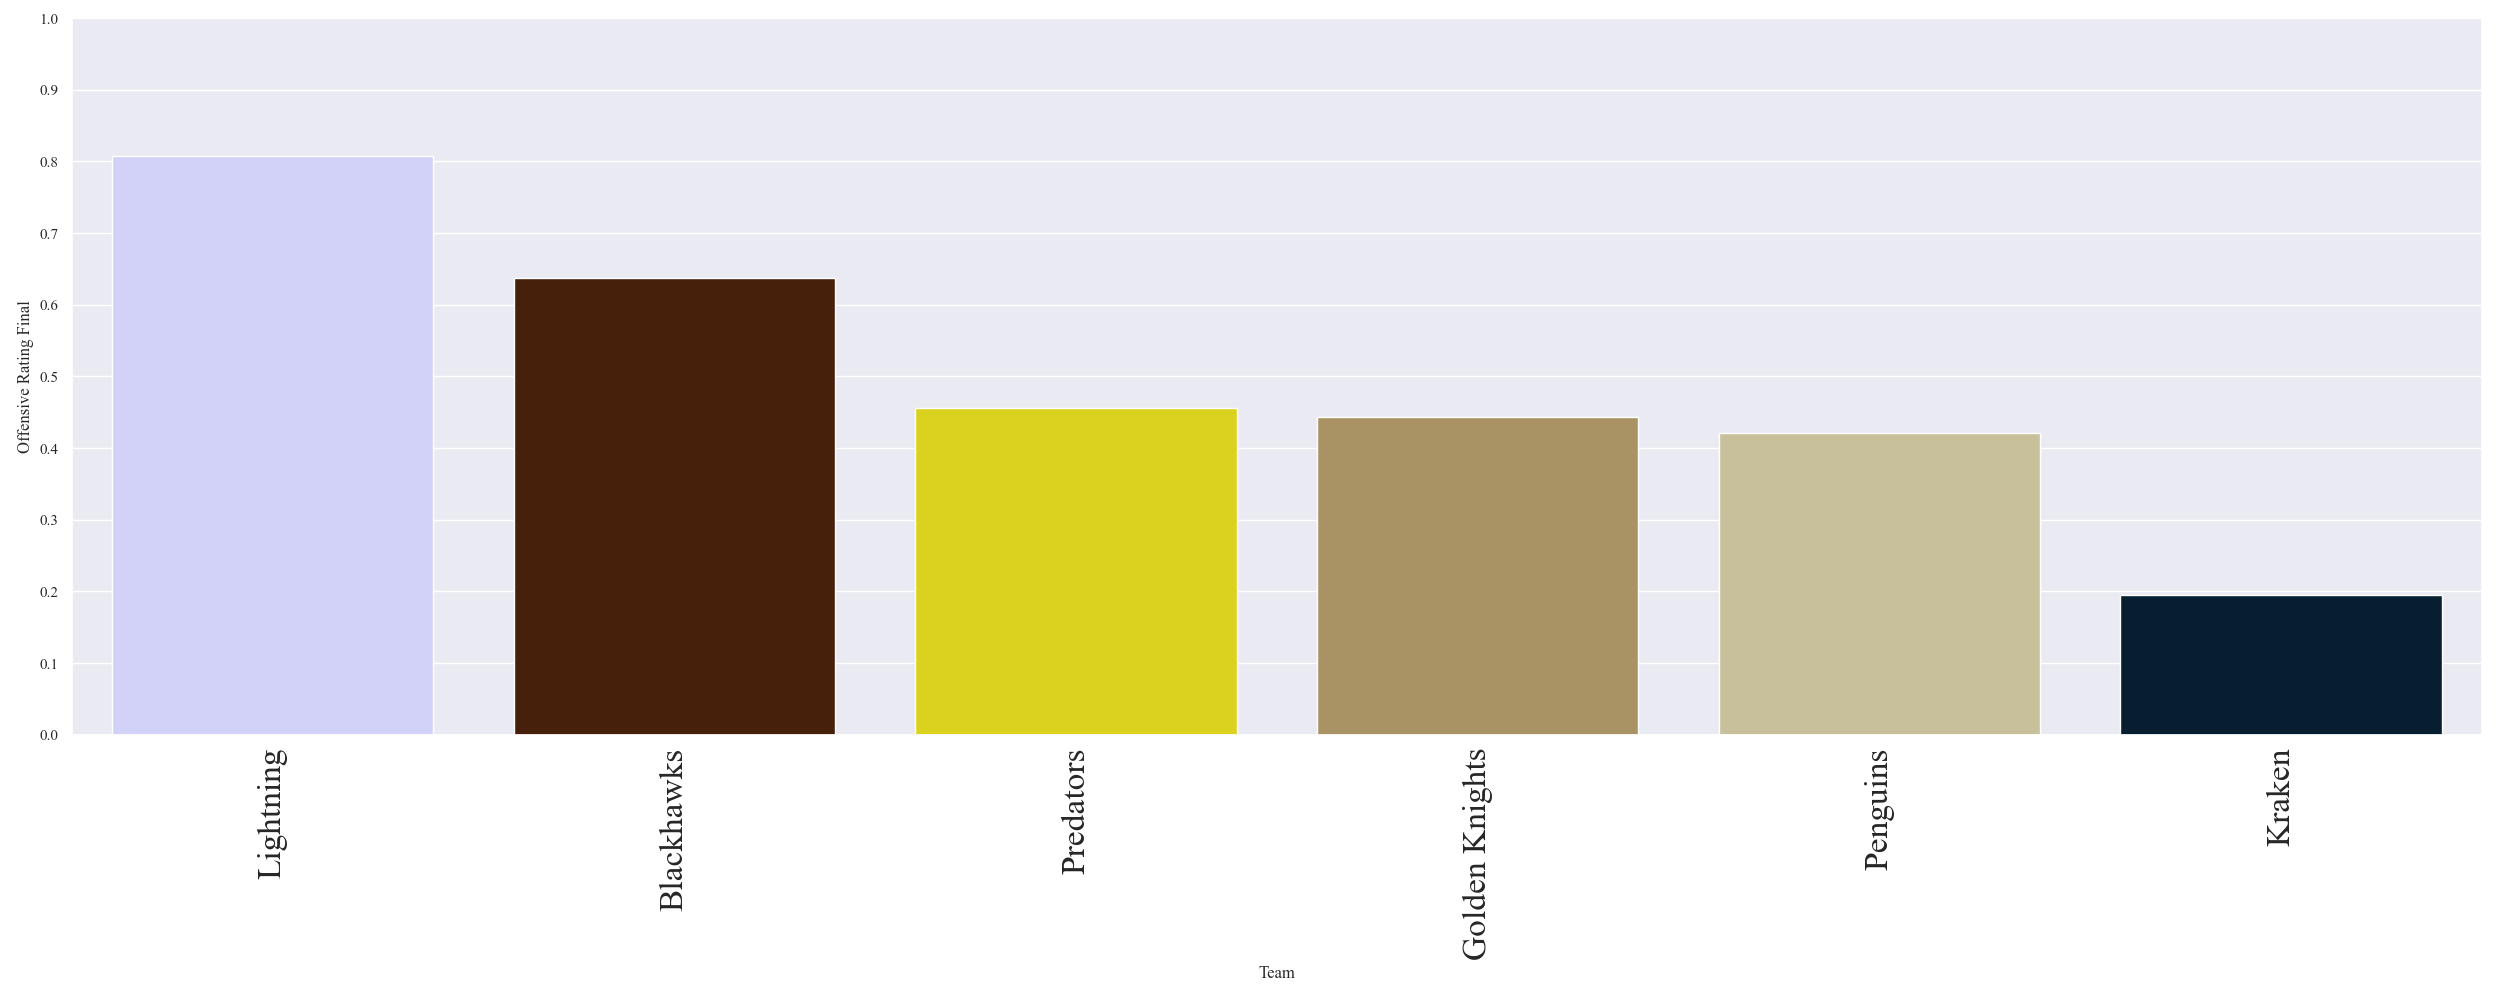 1.0
0.9
0.8
0.7
0.6
0.5
0.4
0.3
0.2
0.1
0.0
Offensive Rating Final
Lightning
Blackhawks
Predators
Golden Knights
Penguins
Kraken
Team